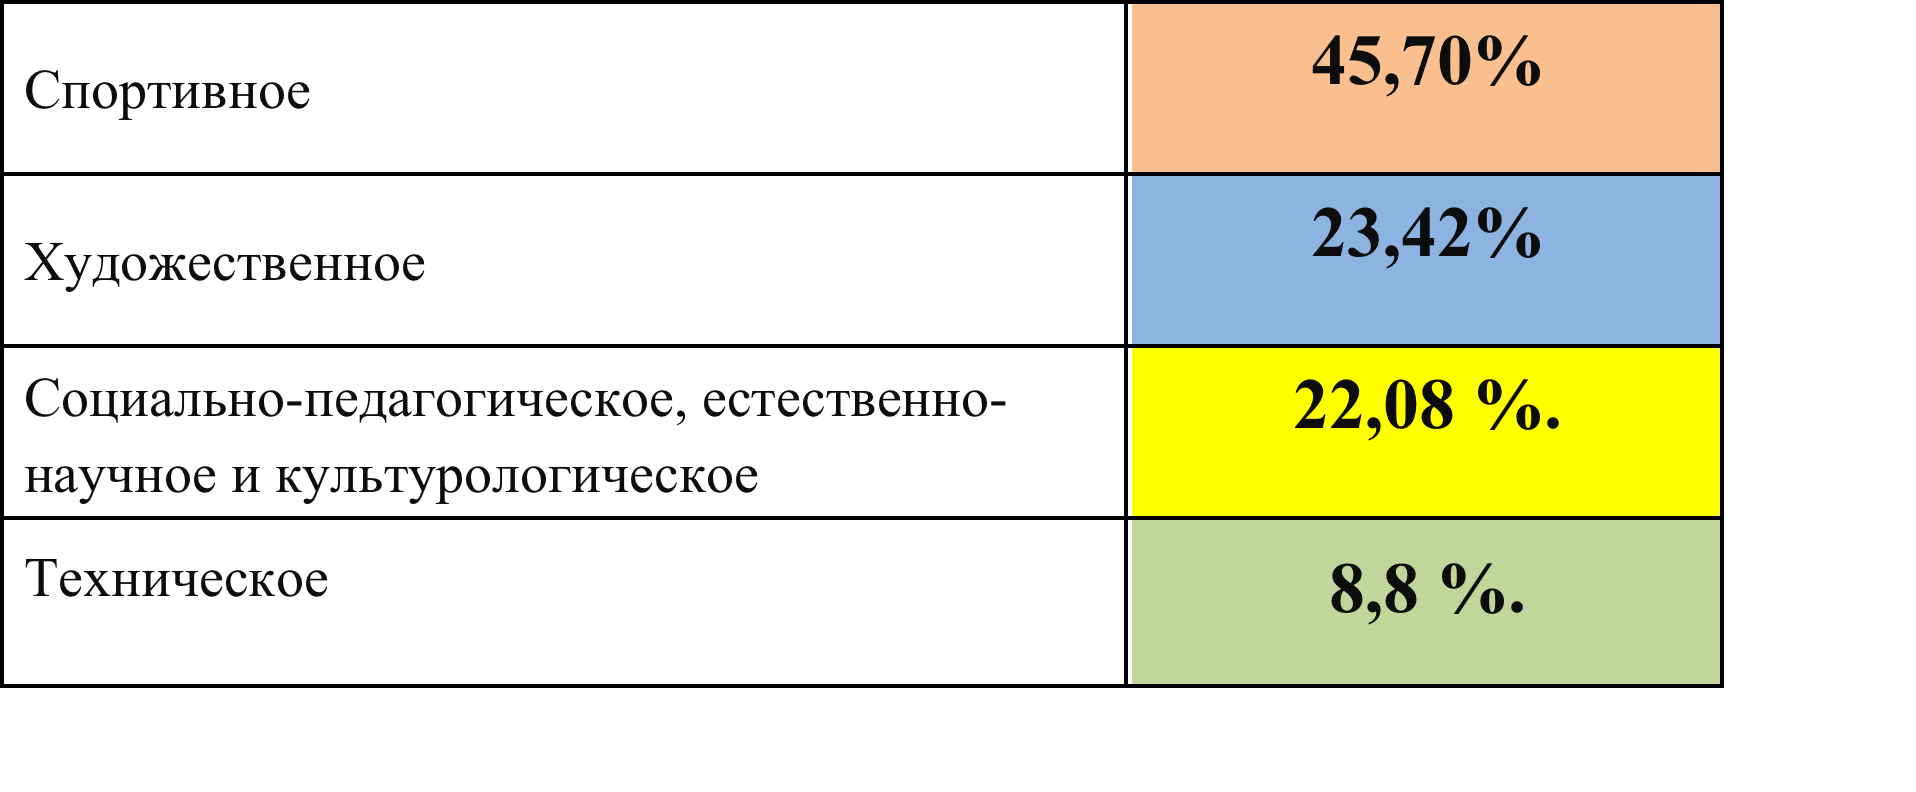 Спортивное
45,70%
Художественное
23,42%
Социально-педагогическое, естественно-
научное и культурологическое
22,08 %.
Техническое
8,8 %.